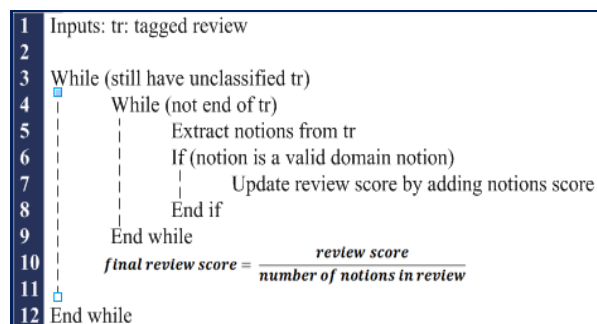 1 Inputs: tr: tagged review
2
3 While (still have unclassified tr)
4 While (not end of tr)
5 Extract notions from tr
6 If (notion is a valid domain notion)
7 Update review score by adding notions score
8 End if
9 End while
10 final review score = review score / number of notions in review
11
12 End while